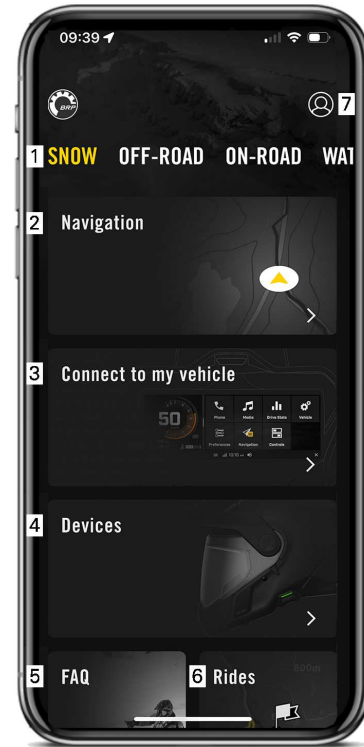 09:39
BRP
7
1 SNOW OFF-ROAD ON-ROAD WAT
2 Navigation
3 Connect to my vehicle
50
Phone Media Drive Stats Vehicle
Preferences Navigation Controls
4 Devices
5 FAQ 6 Rides
800m